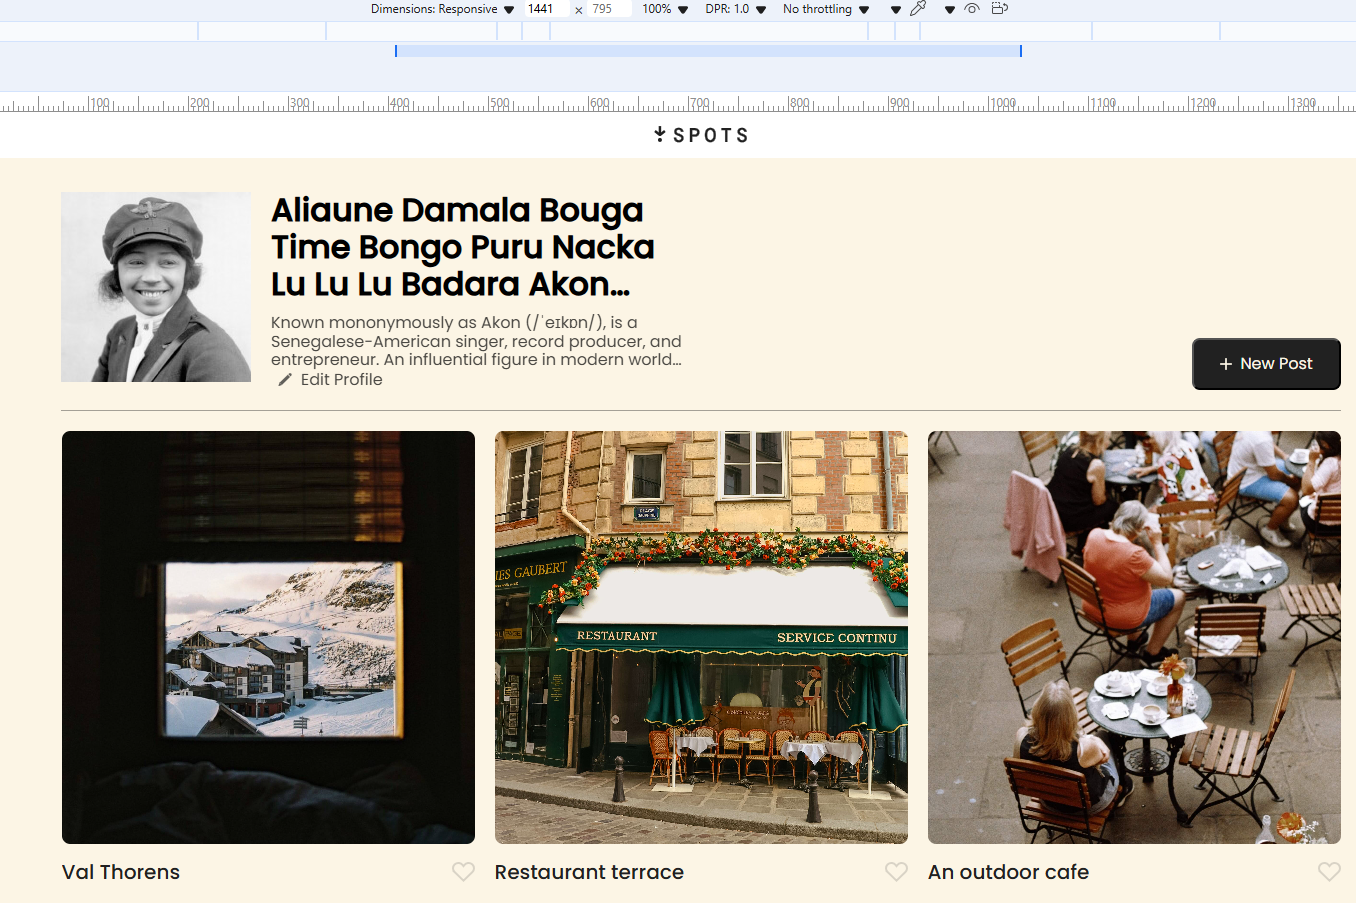 Dimensions: Responsive 1441 × 795 100% DPR: 1.0 No throttling
100 200 300 400 500 600 700 800 900 1000 1100 1200 1300
SPOTS
Aliaune Damala Bouga
Time Bongo Puru Nacka
Lu Lu Lu Badara Akon...
Known mononymously as Akon (/ˈeɪkɒn/), is a
Senegalese-American singer, record producer, and
entrepreneur. An influential figure in modern world...
Edit Profile
+ New Post
IES GAUBERT
RESTAURANT
SERVICE CONTINU
Val Thorens
Restaurant terrace
An outdoor cafe